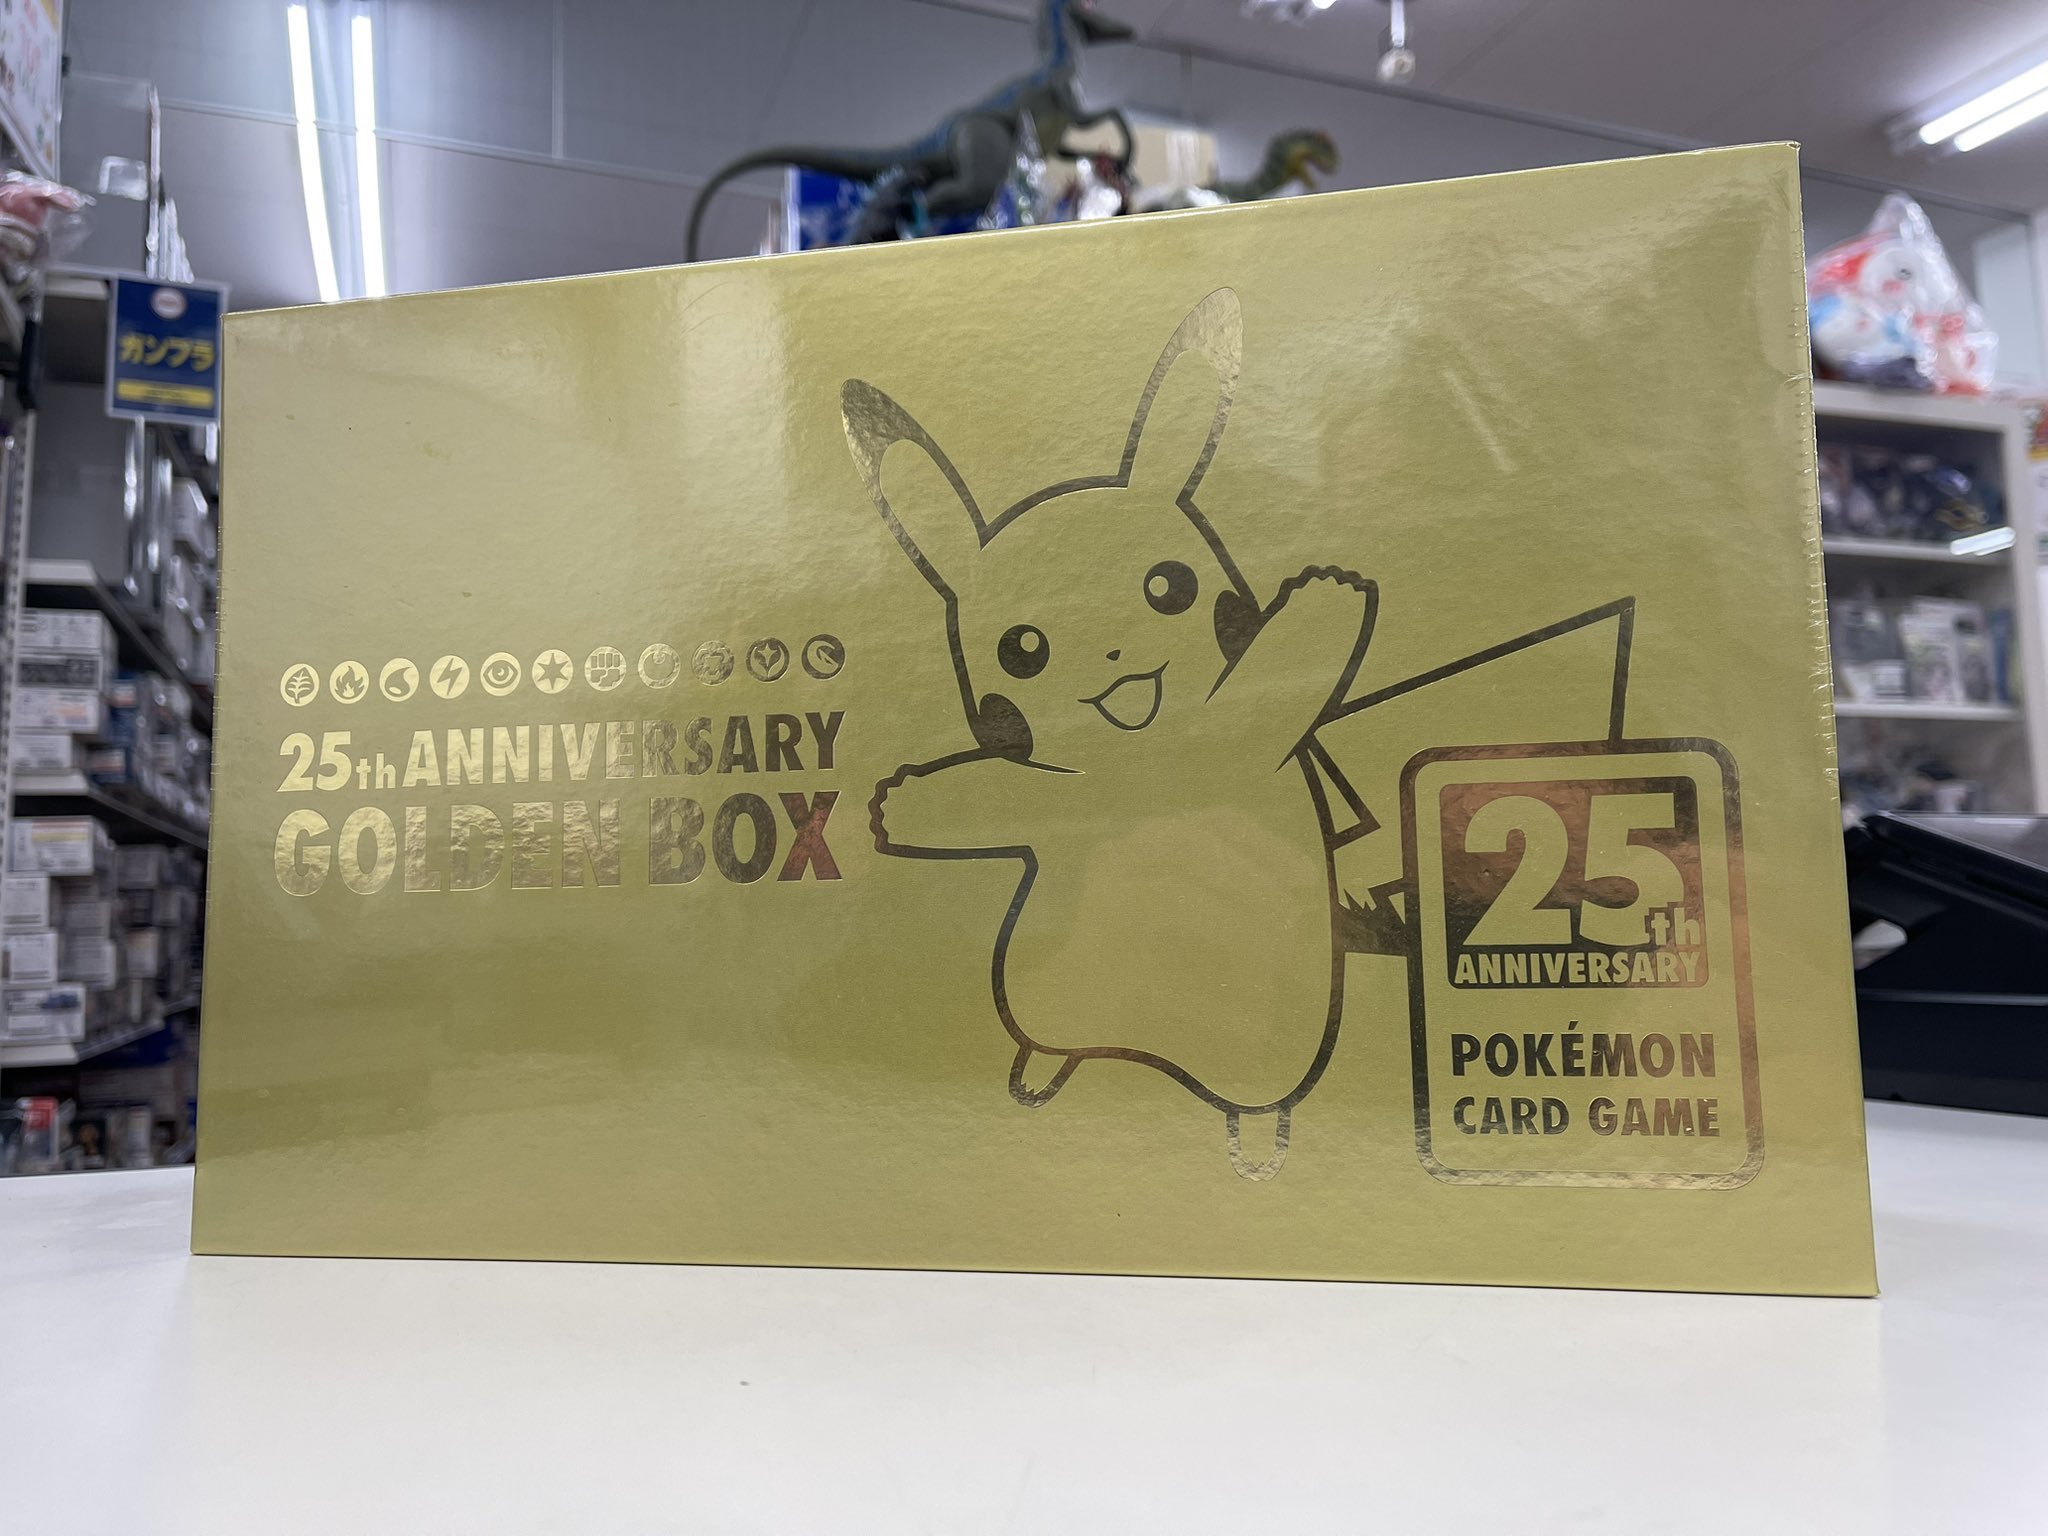 ガンプラ
25th ANNIVERSARY
GOLDEN BOX
25th
ANNIVERSARY
POKÉMON
CARD GAME